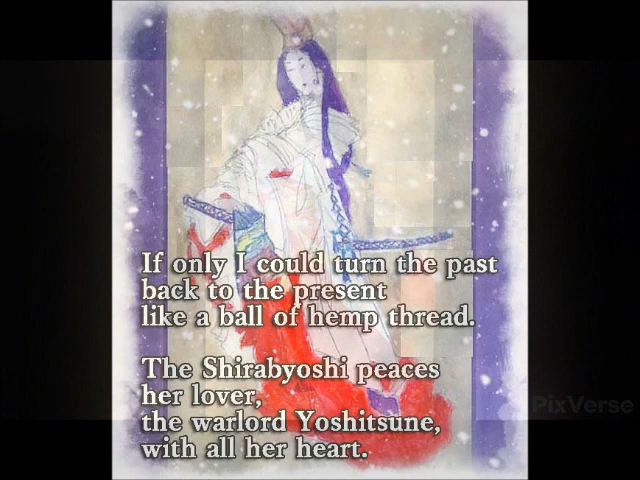 If only I could turn the past
back to the present
like a ball of hemp thread.
The Shirabyoshi peaces
her lover,
the warlord Yoshitsune,
with all her heart.
PixVerse